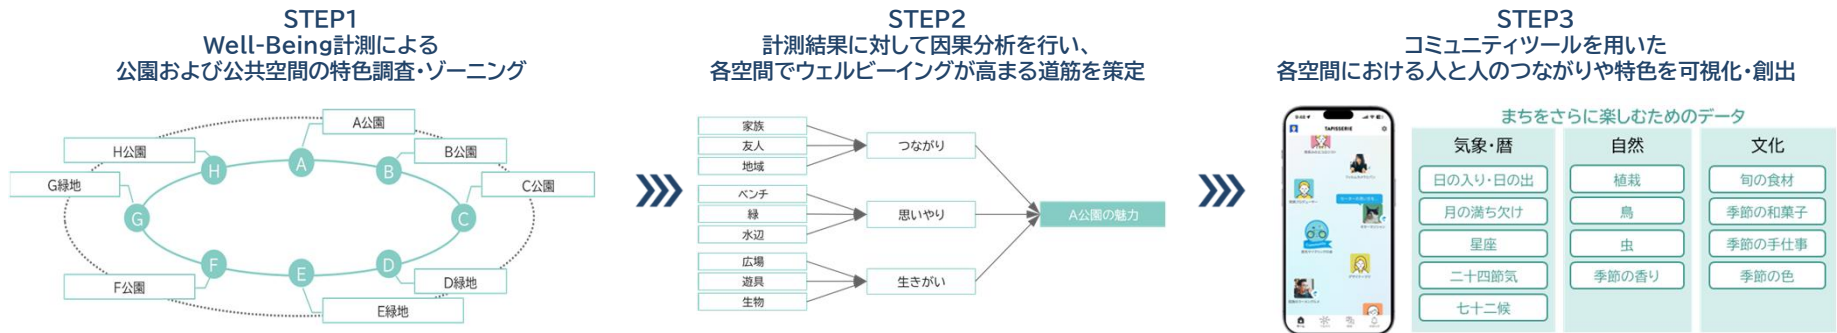 STEP1
Well-Being計測による
公園および公共空間の特色調査・ゾーニング
A公園
H公園
B公園
G緑地
C公園
A
B
C
D
E
F
G
H
F公園
D緑地
E緑地
STEP2
計測結果に対して因果分析を行い、
各空間でウェルビーイングが高まる道筋を策定
家族
友人
地域
つながり
ベンチ
緑
水辺
思いやり
広場
遊具
生物
生きがい
A公園の魅力
STEP3
コミュニティツールを用いた
各空間における人と人のつながりや特色を可視化・創出
TAPISSERIE
まちをさらに楽しむためのデータ
気象・暦
日の入り・日の出
月の満ち欠け
星座
二十四節気
七十二候
自然
植栽
鳥
虫
季節の香り
文化
旬の食材
季節の和菓子
季節の手仕事
季節の色